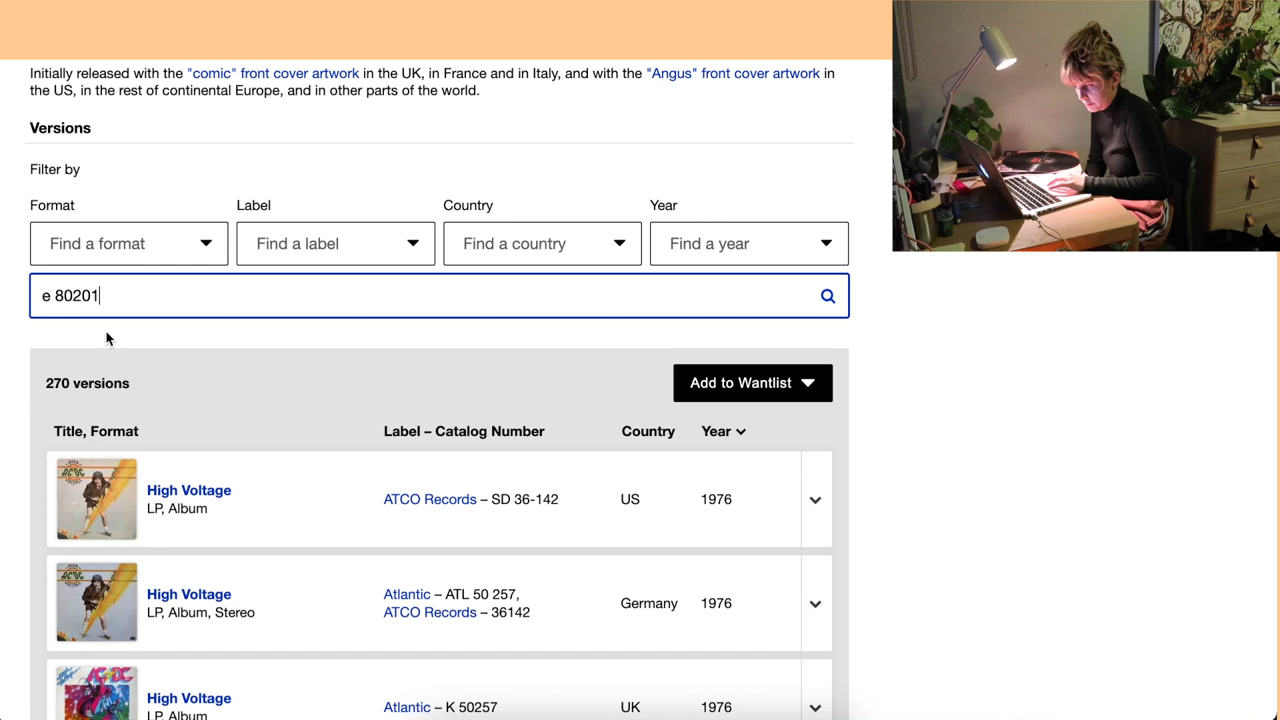 Initially released with the "comic" front cover artwork in the UK, in France and in Italy, and with the "Angus" front cover artwork in
the US, in the rest of continental Europe, and in other parts of the world.
Versions
Filter by
Format Label Country Year
Find a format Find a label Find a country Find a year
e 80201
270 versions Add to Wantlist
Title, Format Label – Catalog Number Country Year
High Voltage
LP, Album
ATCO Records – SD 36-142 US 1976
High Voltage
LP, Album, Stereo
Atlantic – ATL 50 257,
ATCO Records – 36142
Germany 1976
High Voltage
LP, Album
Atlantic – K 50257 UK 1976
AC/DC